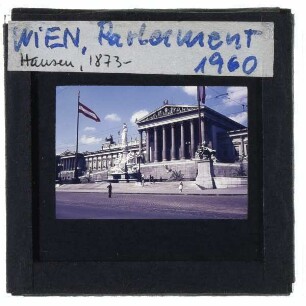 WiEN, Parlament
Hansen, 1873- 1960